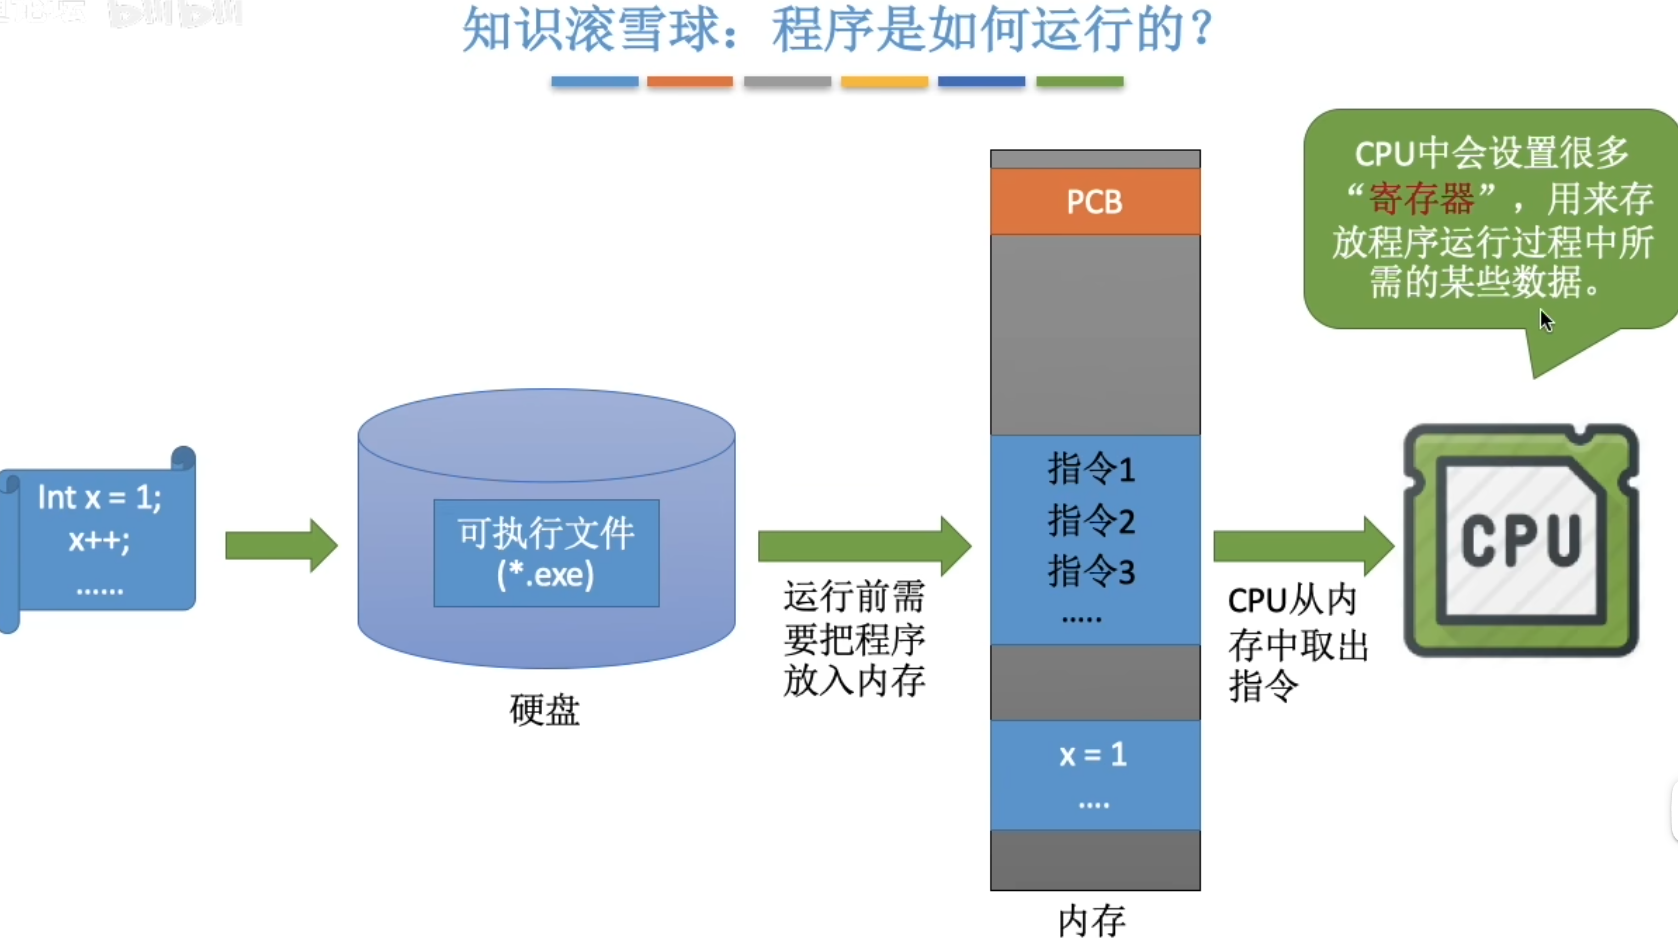 知识滚雪球：程序是如何运行的？
CPU中会设置很多
“寄存器”，用来存
放程序运行过程中所
需的某些数据。
PCB
Int x = 1;
x++;
......
可执行文件
(*.exe)
硬盘
运行前需
要把程序
放入内存
指令1
指令2
指令3
.....
x = 1
....
内存
CPU从内
存中取出
指令
CPU